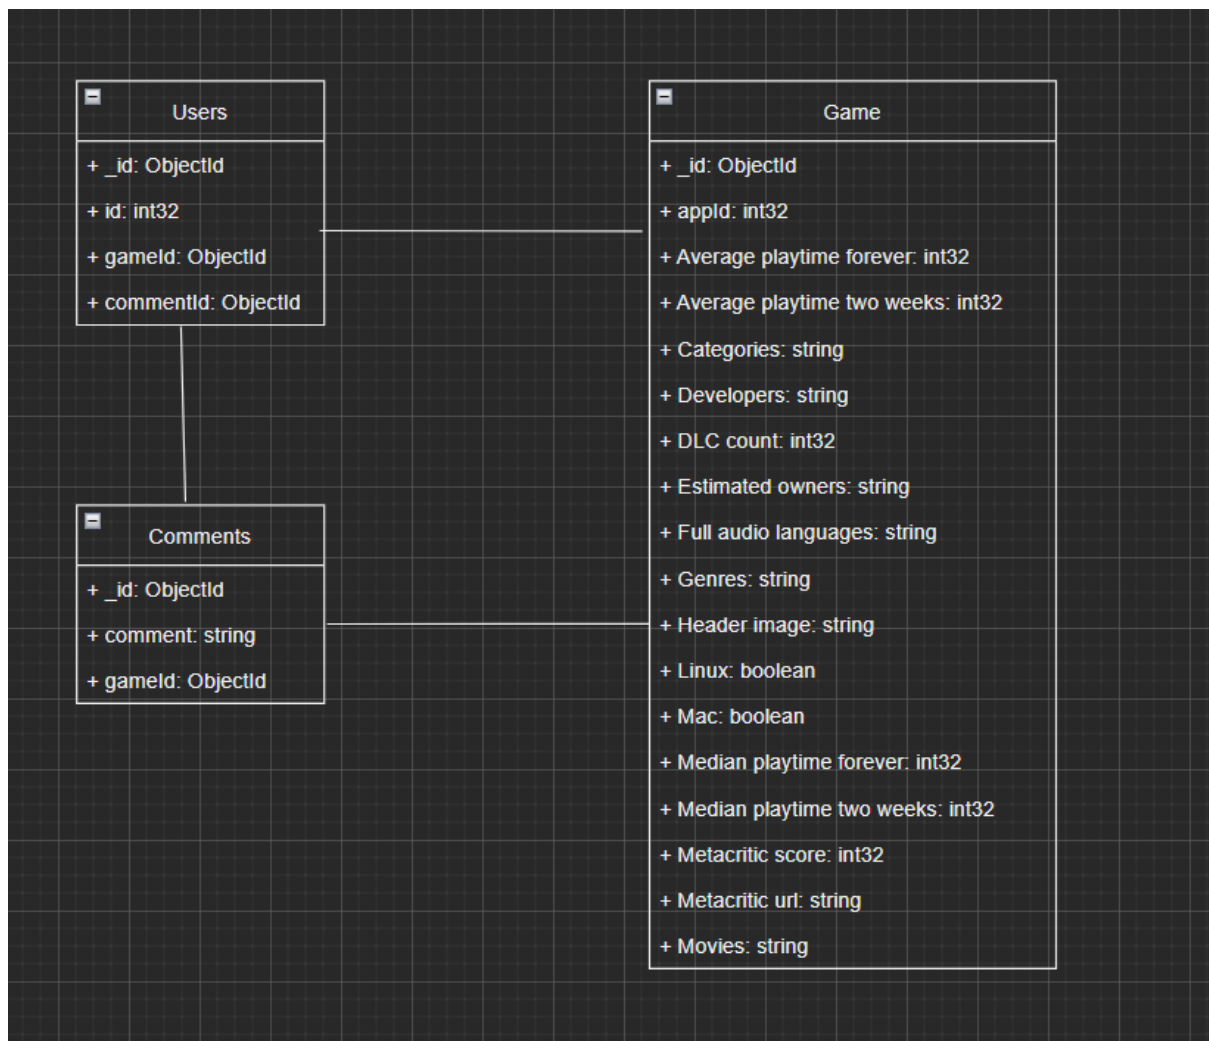 Users
+ _id: ObjectId
+ id: int32
+ gameId: ObjectId
+ commentId: ObjectId
Comments
+ _id: ObjectId
+ comment: string
+ gameId: ObjectId
Game
+ _id: ObjectId
+ appId: int32
+ Average playtime forever: int32
+ Average playtime two weeks: int32
+ Categories: string
+ Developers: string
+ DLC count: int32
+ Estimated owners: string
+ Full audio languages: string
+ Genres: string
+ Header image: string
+ Linux: boolean
+ Mac: boolean
+ Median playtime forever: int32
+ Median playtime two weeks: int32
+ Metacritic score: int32
+ Metacritic url: string
+ Movies: string